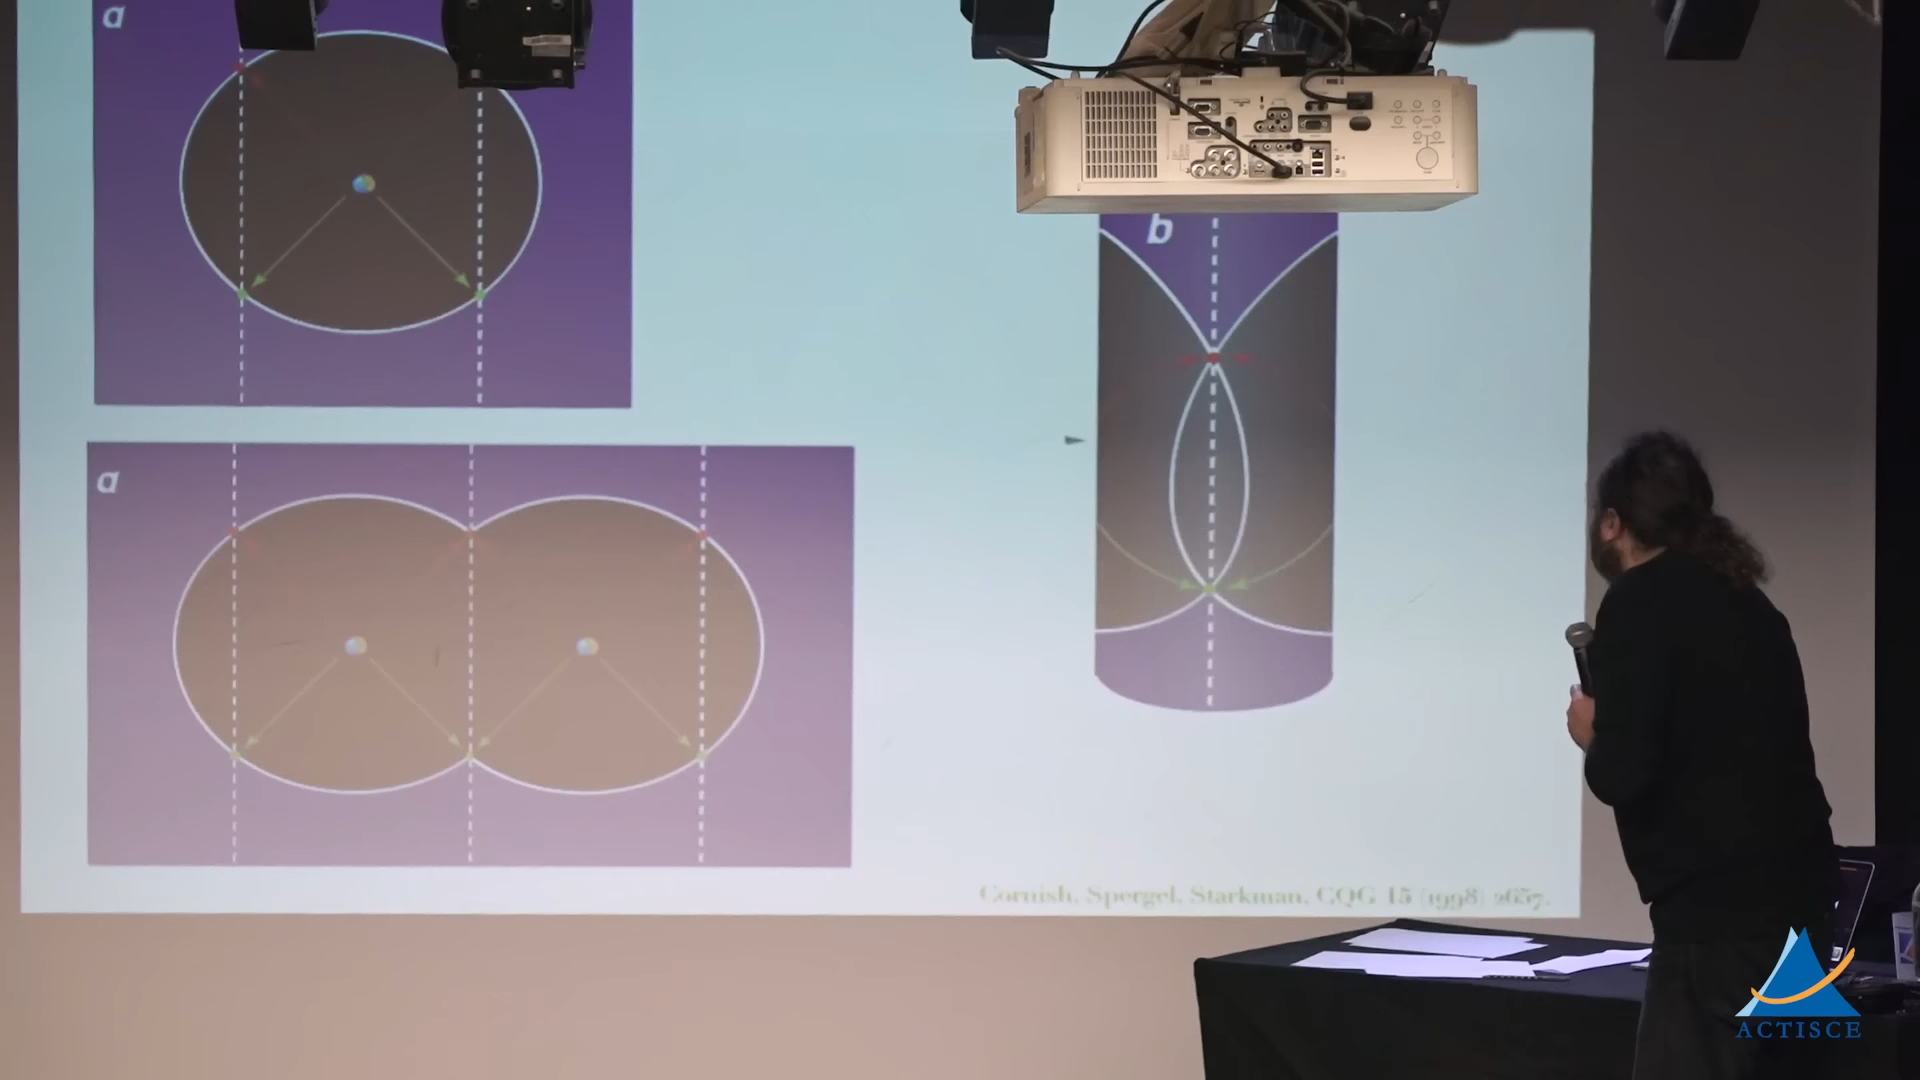 a
b
a
Cornish, Spergel, Starkman, CQG 15 (1998) 2657.
ACTISCE